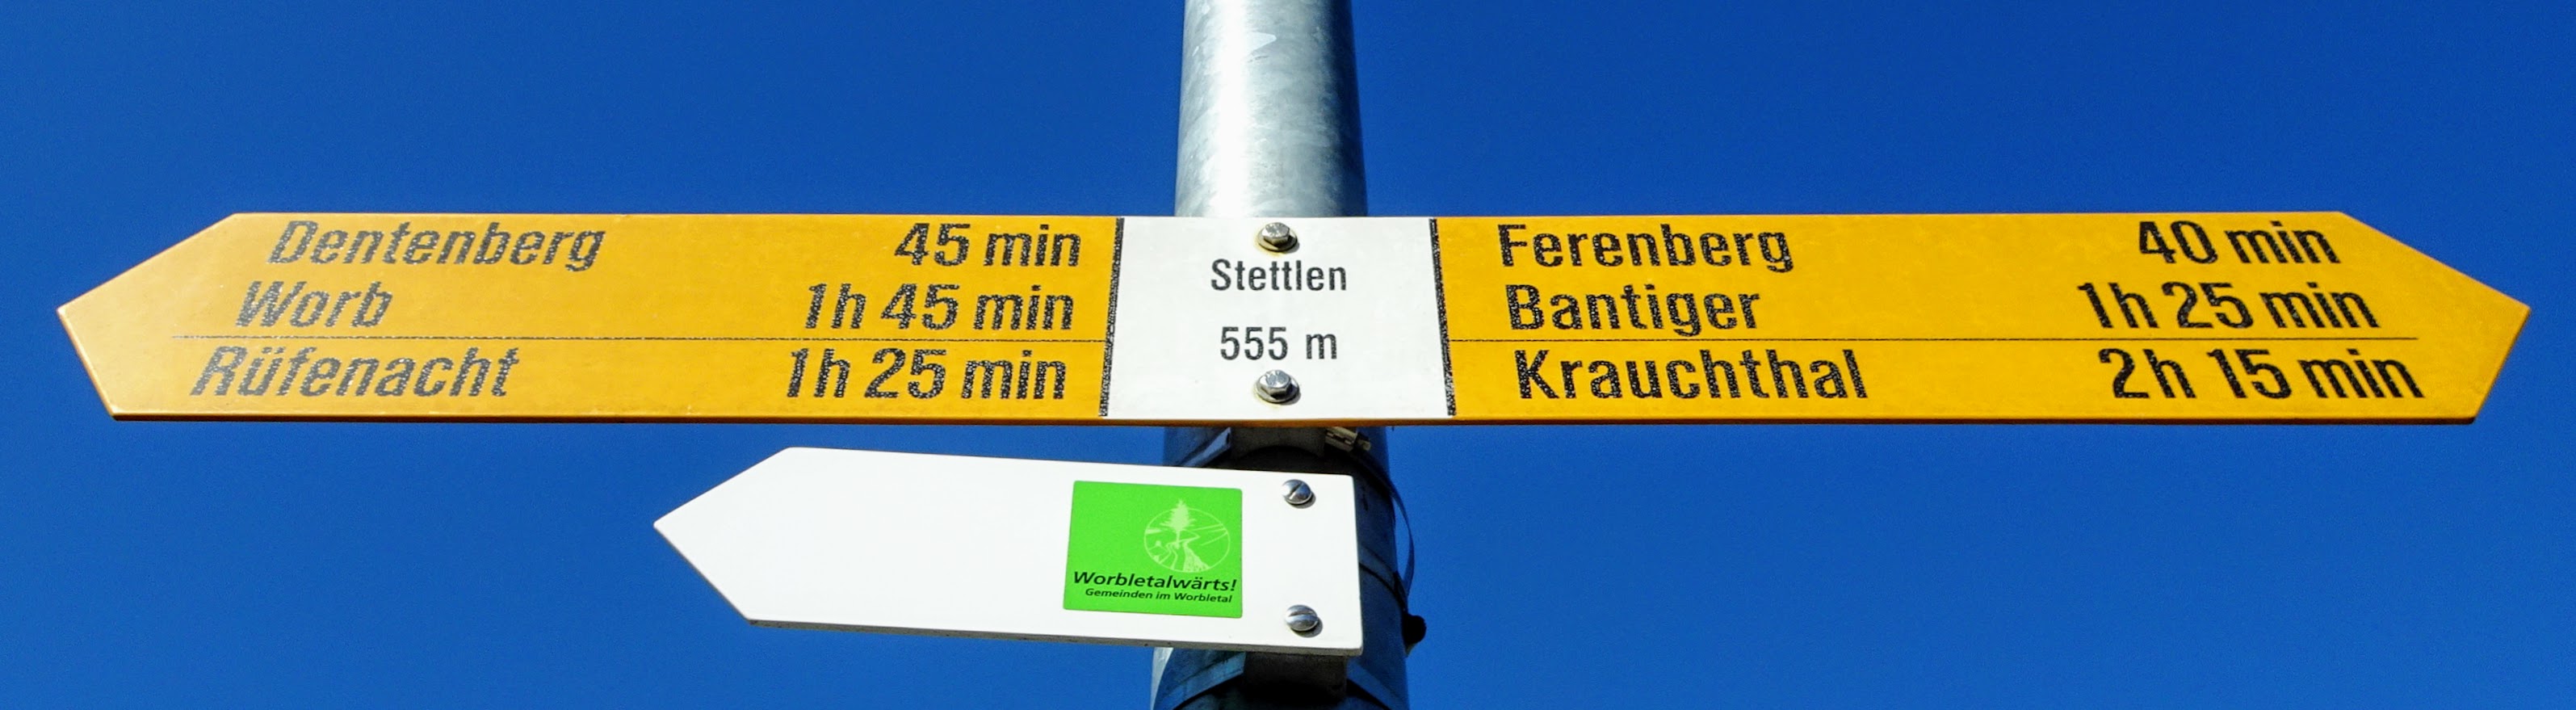 Dentenberg 45 min
Worb 1h 45 min
Rüfenacht 1h 25 min
Stettlen
555 m
Ferenberg 40 min
Bantiger 1h 25 min
Krauchthal 2h 15 min
Worbletalwärts!
Gemeinden im Worbletal